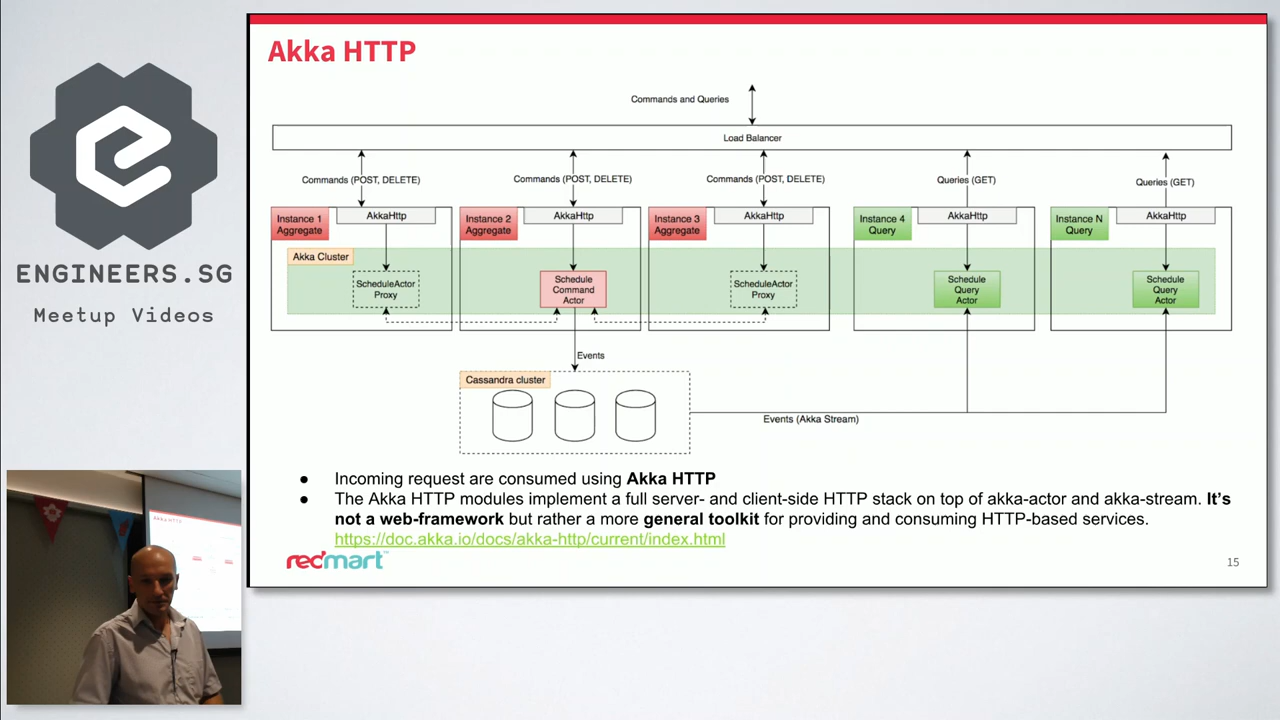 ENGINEERS.SG
Meetup Videos
Akka HTTP
Commands and Queries
Load Balancer
Commands (POST, DELETE)
Commands (POST, DELETE)
Commands (POST, DELETE)
Queries (GET)
Queries (GET)
Instance 1
Aggregate
AkkaHttp
Instance 2
Aggregate
AkkaHttp
Instance 3
Aggregate
AkkaHttp
Instance 4
Query
AkkaHttp
Instance N
Query
AkkaHttp
Akka Cluster
ScheduleActor
Proxy
Schedule
Command
Actor
ScheduleActor
Proxy
Schedule
Query
Actor
Schedule
Query
Actor
Events
Cassandra cluster
Events (Akka Stream)
● Incoming request are consumed using Akka HTTP
● The Akka HTTP modules implement a full server- and client-side HTTP stack on top of akka-actor and akka-stream. It's
not a web-framework but rather a more general toolkit for providing and consuming HTTP-based services.
https://doc.akka.io/docs/akka-http/current/index.html
redmart
15
Akka HTTP